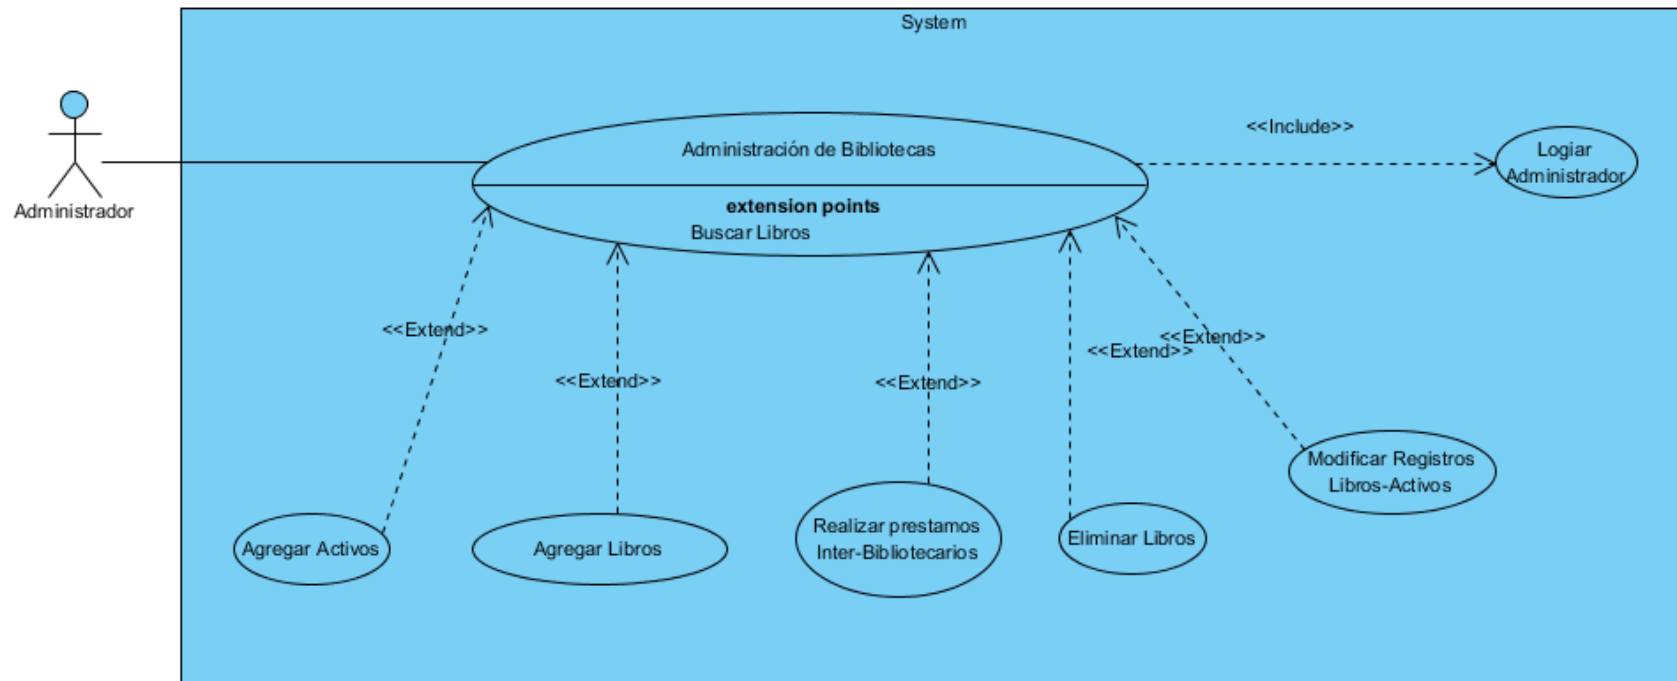 System
Administrador
Administración de Bibliotecas
extension points
Buscar Libros
<<Include>>
Logiar
Administrador
<<Extend>>
<<Extend>>
<<Extend>>
<<Extend>>
<<Extend>>
Agregar Activos
Agregar Libros
Realizar prestamos
Inter-Bibliotecarios
Eliminar Libros
Modificar Registros
Libros-Activos